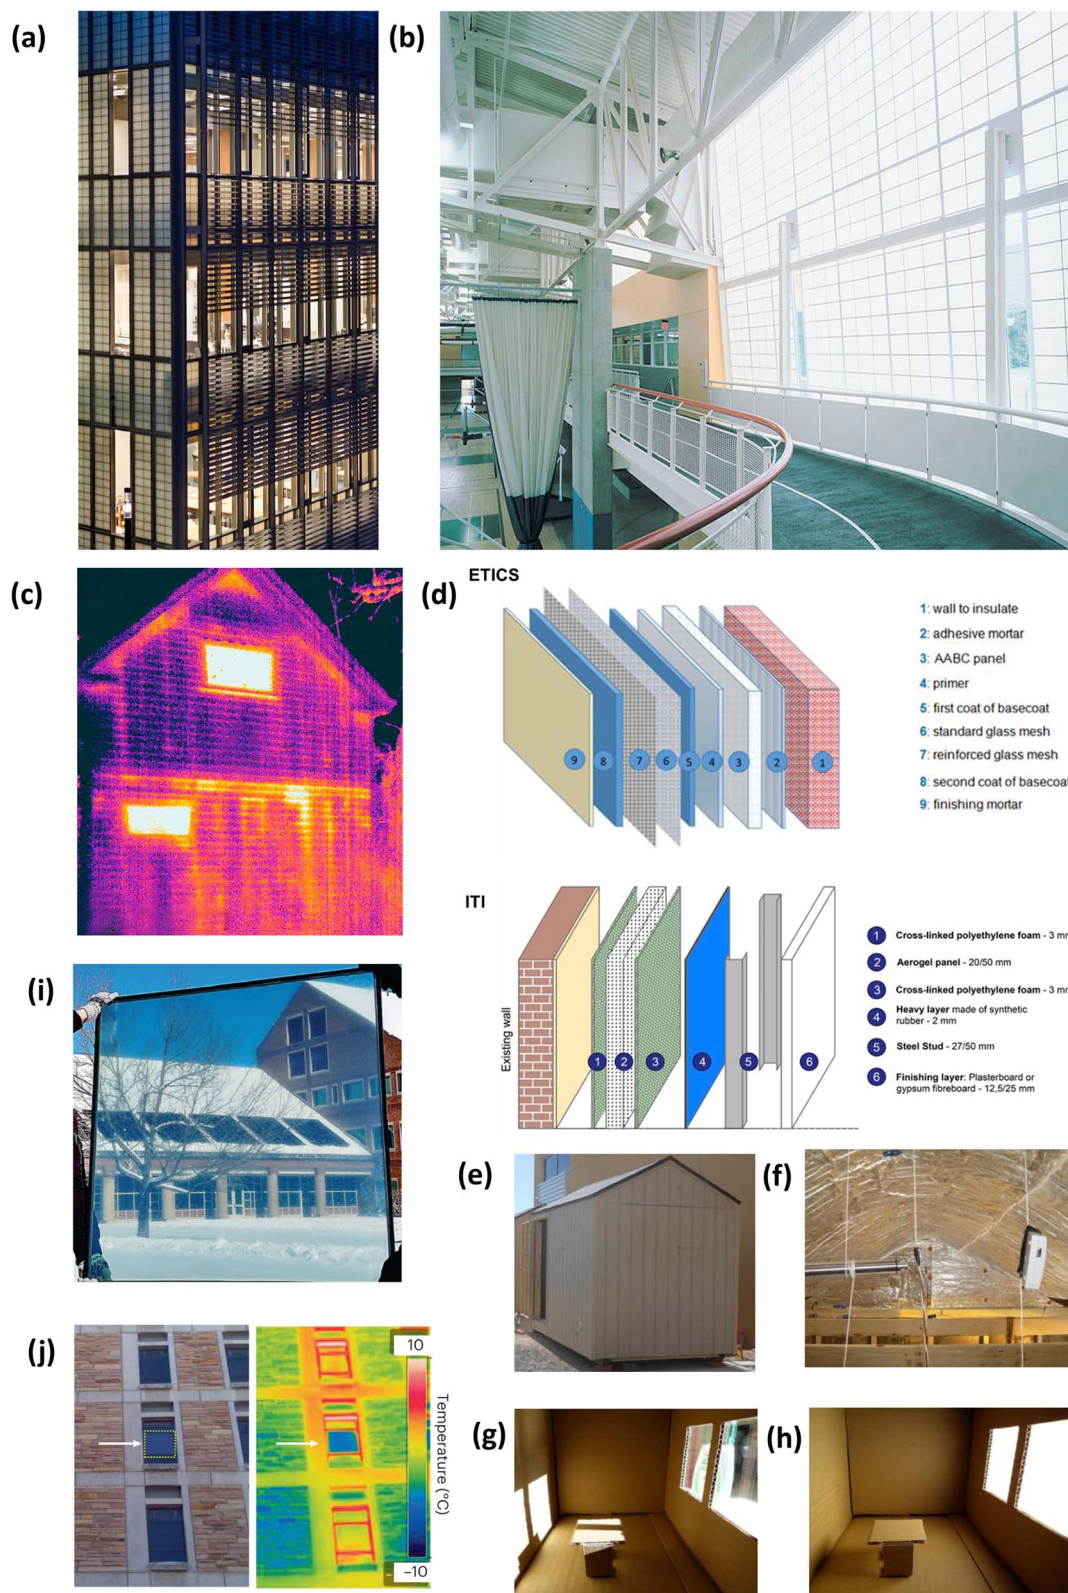 (a)
(b)
(c)
(d)
ETICS
1: wall to insulate
2: adhesive mortar
3: AABC panel
4: primer
5: first coat of basecoat
6: standard glass mesh
7: reinforced glass mesh
8: second coat of basecoat
9: finishing mortar
9 8 7 6 5 4 3 2 1
ITI
Existing wall
1 2 3 4 5 6
1 Cross-linked polyethylene foam - 3 mm
2 Aerogel panel - 20/50 mm
3 Cross-linked polyethylene foam - 3 mm
4 Heavy layer made of synthetic
rubber - 2 mm
5 Steel Stud - 27/50 mm
6 Finishing layer: Plasterboard or
gypsum fibreboard - 12,5/25 mm
(i)
(e)
(f)
(j)
10
Temperature (°C)
-10
(g)
(h)